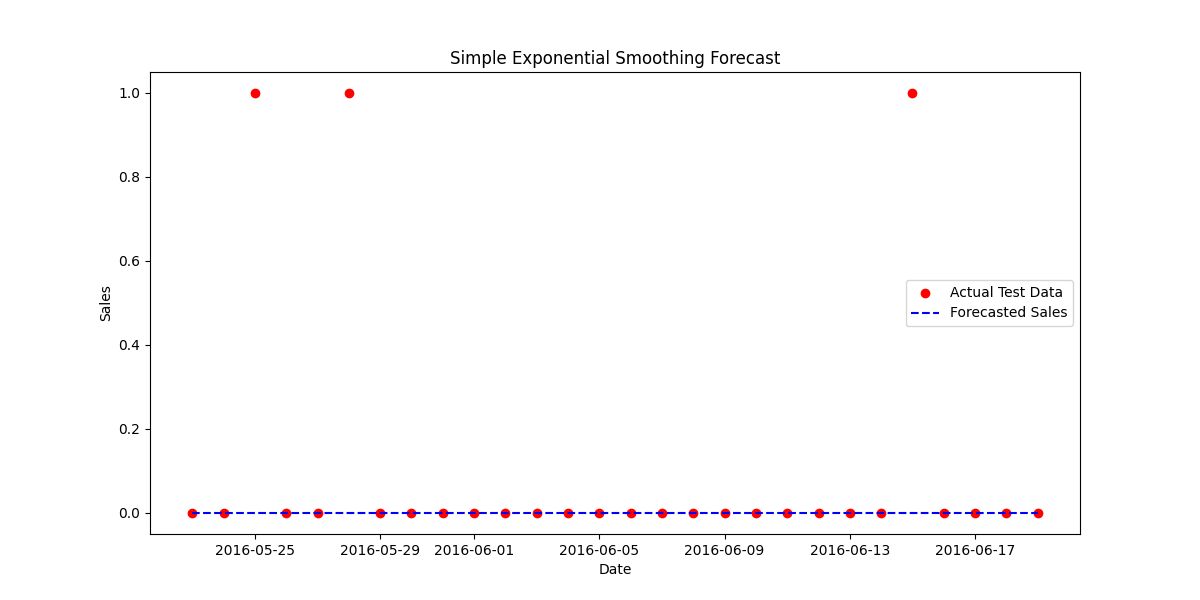 Simple Exponential Smoothing Forecast
1.0
0.8
0.6
0.4
0.2
0.0
Sales
Actual Test Data
Forecasted Sales
2016-05-25 2016-05-29 2016-06-01 2016-06-05 2016-06-09 2016-06-13 2016-06-17
Date